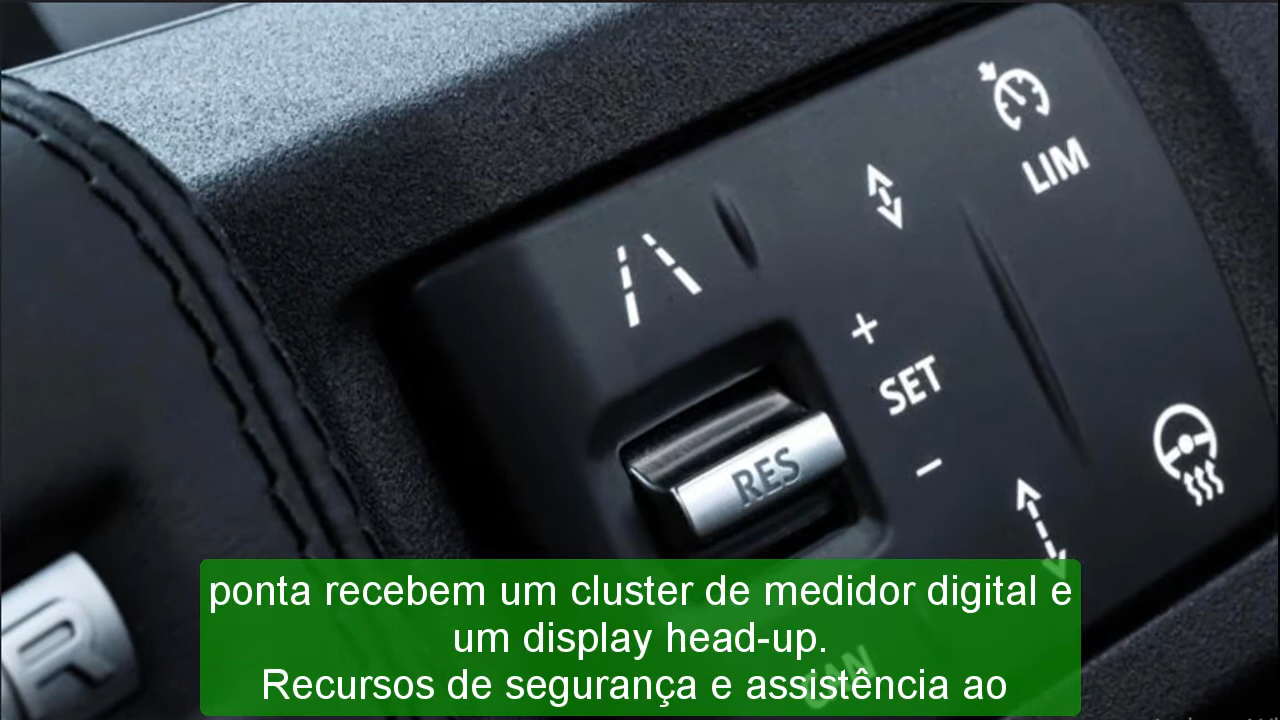 LIM
+
SET
RES
-
R
CAN
ponta recebem um cluster de medidor digital e
um display head-up.
Recursos de segurança e assistência ao